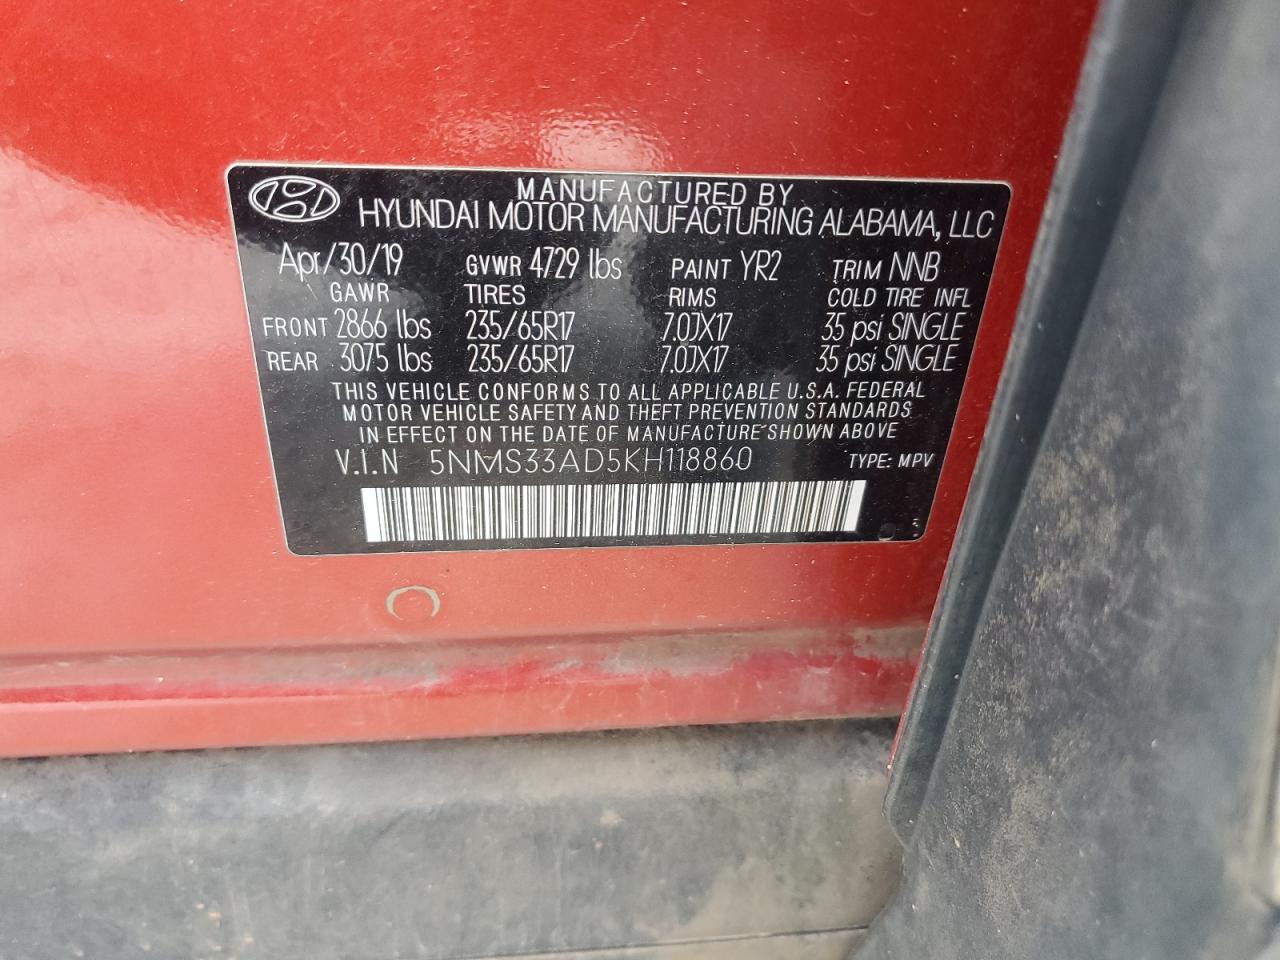 MANUFACTURED BY
HYUNDAI MOTOR MANUFACTURING ALABAMA, LLC
Apr/30/19 GVWR 4729 lbs PAINT YR2 TRIM NNB
GAWR TIRES RIMS COLD TIRE INFL
FRONT 2866 lbs 235/65R17 7.0JX17 35 psi SINGLE
REAR 3075 lbs 235/65R17 7.0JX17 35 psi SINGLE
THIS VEHICLE CONFORMS TO ALL APPLICABLE U.S.A. FEDERAL
MOTOR VEHICLE SAFETY AND THEFT PREVENTION STANDARDS
IN EFFECT ON THE DATE OF MANUFACTURE SHOWN ABOVE
V.I.N 5NMS33AD5KH118860 TYPE: MPV